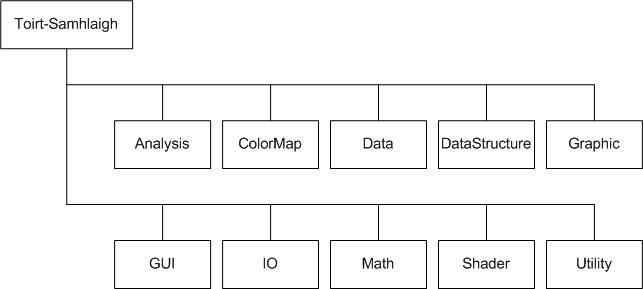 Toirt-Samhlaigh
Analysis
ColorMap
Data
DataStructure
Graphic
GUI
IO
Math
Shader
Utility